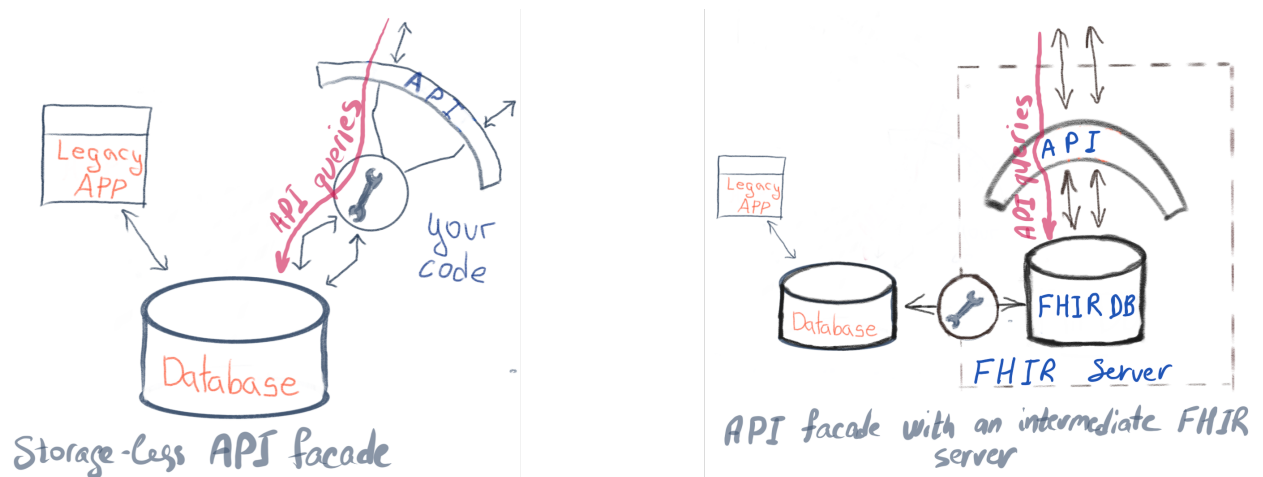 API
API queries
Legacy
APP
your
code
Database
Storage-less API facade
API
API queries
Legacy
APP
Database
FHIR DB
FHIR Server
API facade with an intermediate FHIR
server